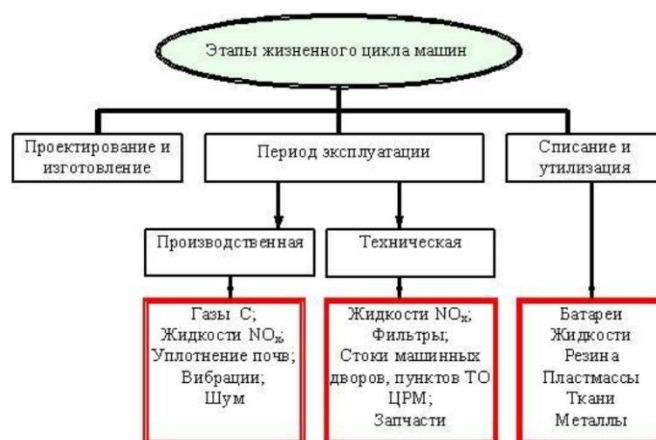 Этапы жизненного цикла машин
Проектирование и
изготовление
Период эксплуатации
Списание и
утилизация
Производственная
Техническая
Газы С;
Жидкости NOₓ;
Уплотнение почв;
Вибрации;
Шум
Жидкости NOₓ;
Фильтры;
Стоки машинных
дворов, пунктов ТО
ЦРМ;
Запчасти
Батареи
Жидкости
Резина
Пластмассы
Ткани
Металлы